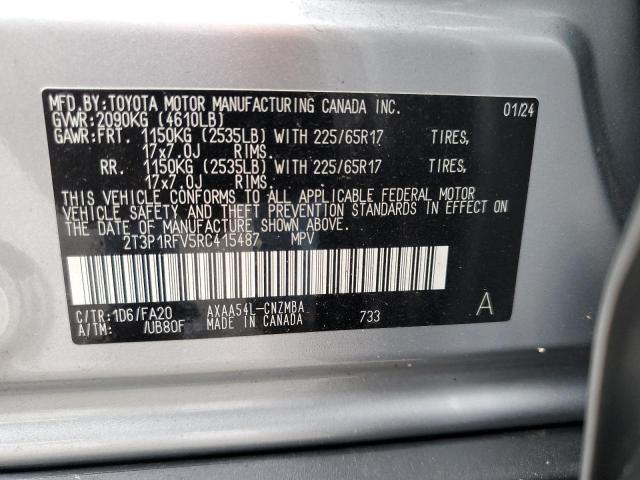 MFD.BY:TOYOTA MOTOR MANUFACTURING CANADA INC. 01/24
GVWR:2090KG (4610LB)
GAWR:FRT. 1150KG (2535LB) WITH 225/65R17 TIRES,
17x7.0J RIMS.
RR. 1150KG (2535LB) WITH 225/65R17 TIRES,
17x7.0J RIMS.
THIS VEHICLE CONFORMS TO ALL APPLICABLE FEDERAL MOTOR
VEHICLE SAFETY AND THEFT PREVENTION STANDARDS IN EFFECT ON
THE DATE OF MANUFACTURE SHOWN ABOVE.
2T3P1RFV5RC415487 MPV
C/TR:1D6/FA20 AXAA54L-CNZMBA 733 A
A/TM: /UB80F MADE IN CANADA